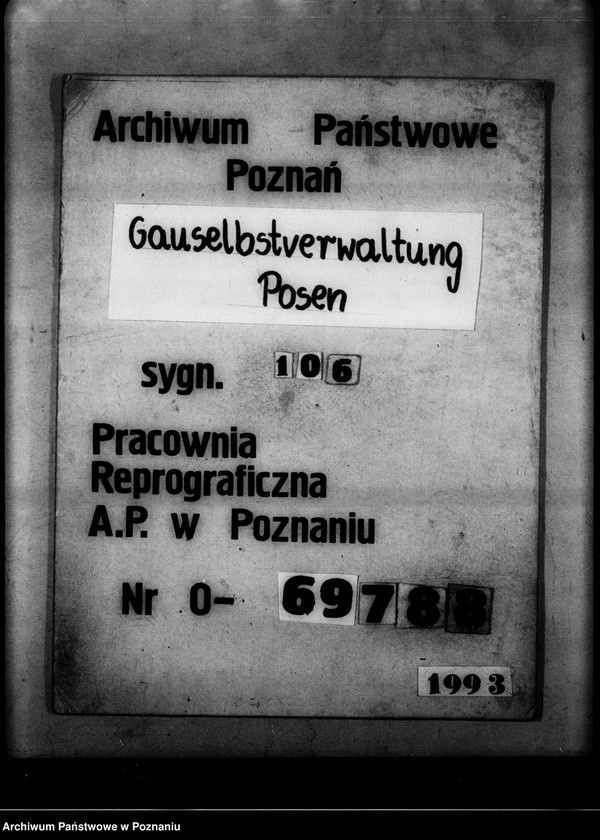 Archiwum Państwowe
Poznań
Gauselbstverwaltung
Posen
sygn. 106
Pracownia
Reprograficzna
A.P. w Poznaniu
Nr 0- 69788
1993
Archiwum Państwowe w Poznaniu